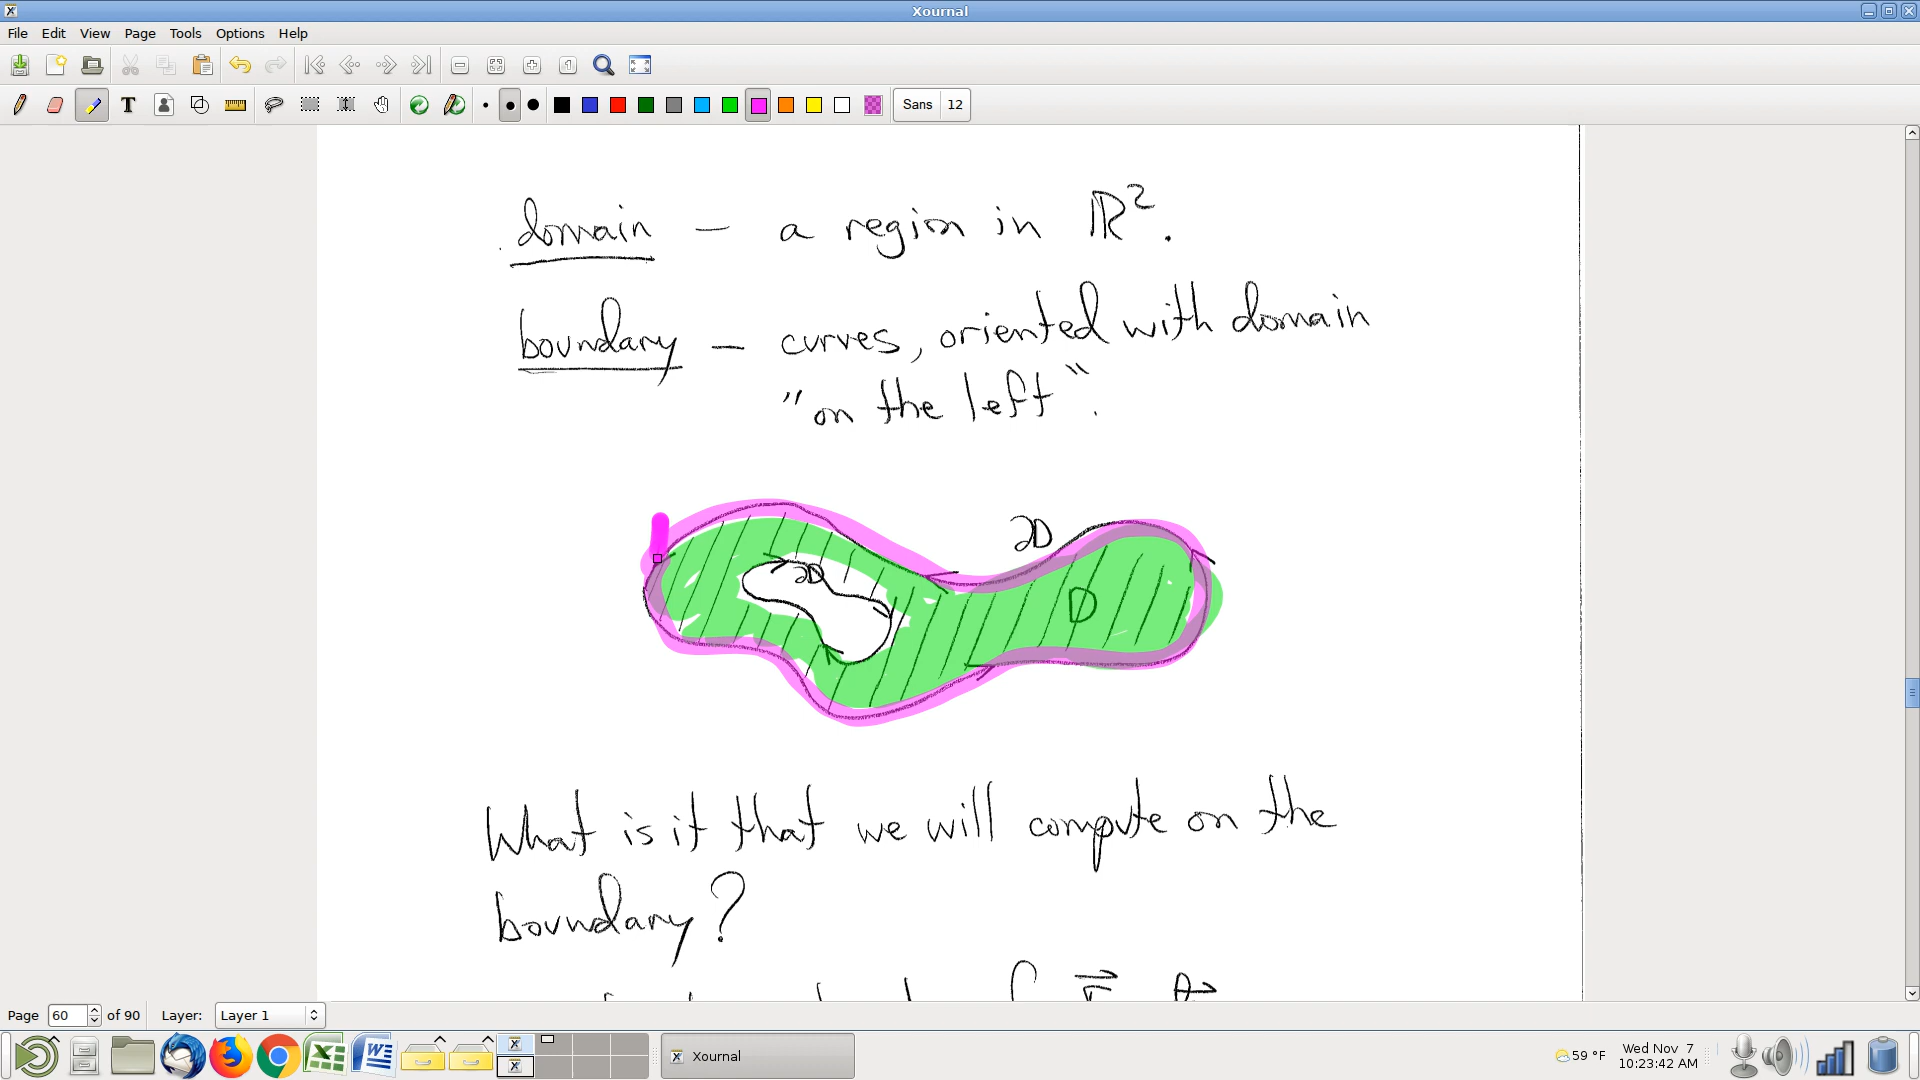 Xournal
File Edit View Page Tools Options Help
Sans 12
domain — a region in ℝ².
boundary — curves, oriented with domain
"on the left".
∂D
∂D
D
What is it that we will compute on the
boundary?
Page 60 of 90 Layer: Layer 1
Xournal
59 °F
Wed Nov 7
10:23:42 AM